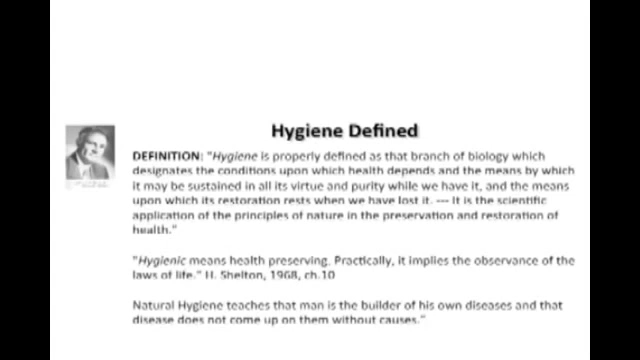 Hygiene Defined
DEFINITION: "Hygiene is properly defined as that branch of biology which
designates the conditions upon which health depends and the means by which
it may be sustained in all its virtue and purity while we have it, and the means
upon which its restoration rests when we have lost it. --- It is the scientific
application of the principles of nature in the preservation and restoration of
health."
"Hygienic means health preserving. Practically, it implies the observance of the
laws of life." H. Shelton, 1968, ch.10
Natural Hygiene teaches that man is the builder of his own diseases and that
disease does not come up on them without causes."